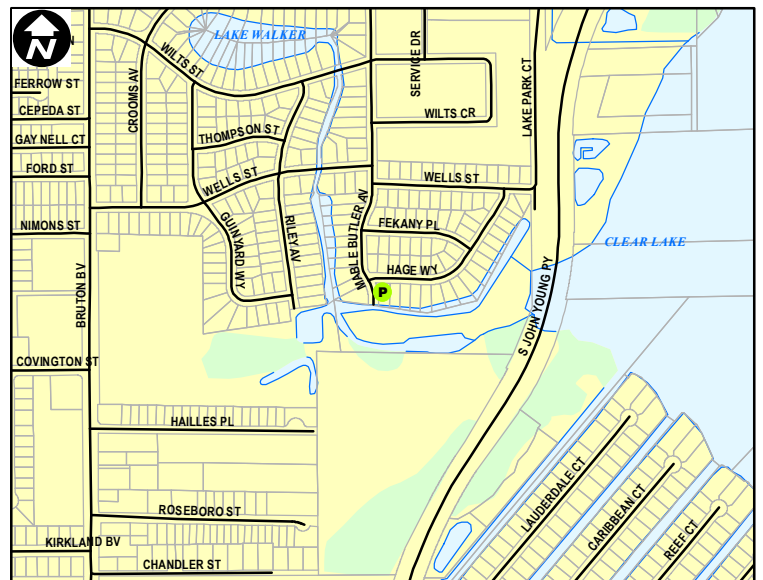 N
N
LAKE WALKER
WILTS ST
SERVICE DR
FERROW ST
CROOMS AV
CEPEDA ST
WILTS CR
LAKE PARK CT
THOMPSON ST
GAY NELL CT
FORD ST
WELLS ST
WELLS ST
NIMONS ST
GUINYARD WY
RILEY AV
MABLE BUTLER AV
FEKANY PL
CLEAR LAKE
HAGE WY
P
BRUTON BV
S JOHN YOUNG PY
COVINGTON ST
HAILLES PL
LAUDERDALE CT
CARIBBEAN CT
REEF CT
ROSEBORO ST
KIRKLAND BV
CHANDLER ST